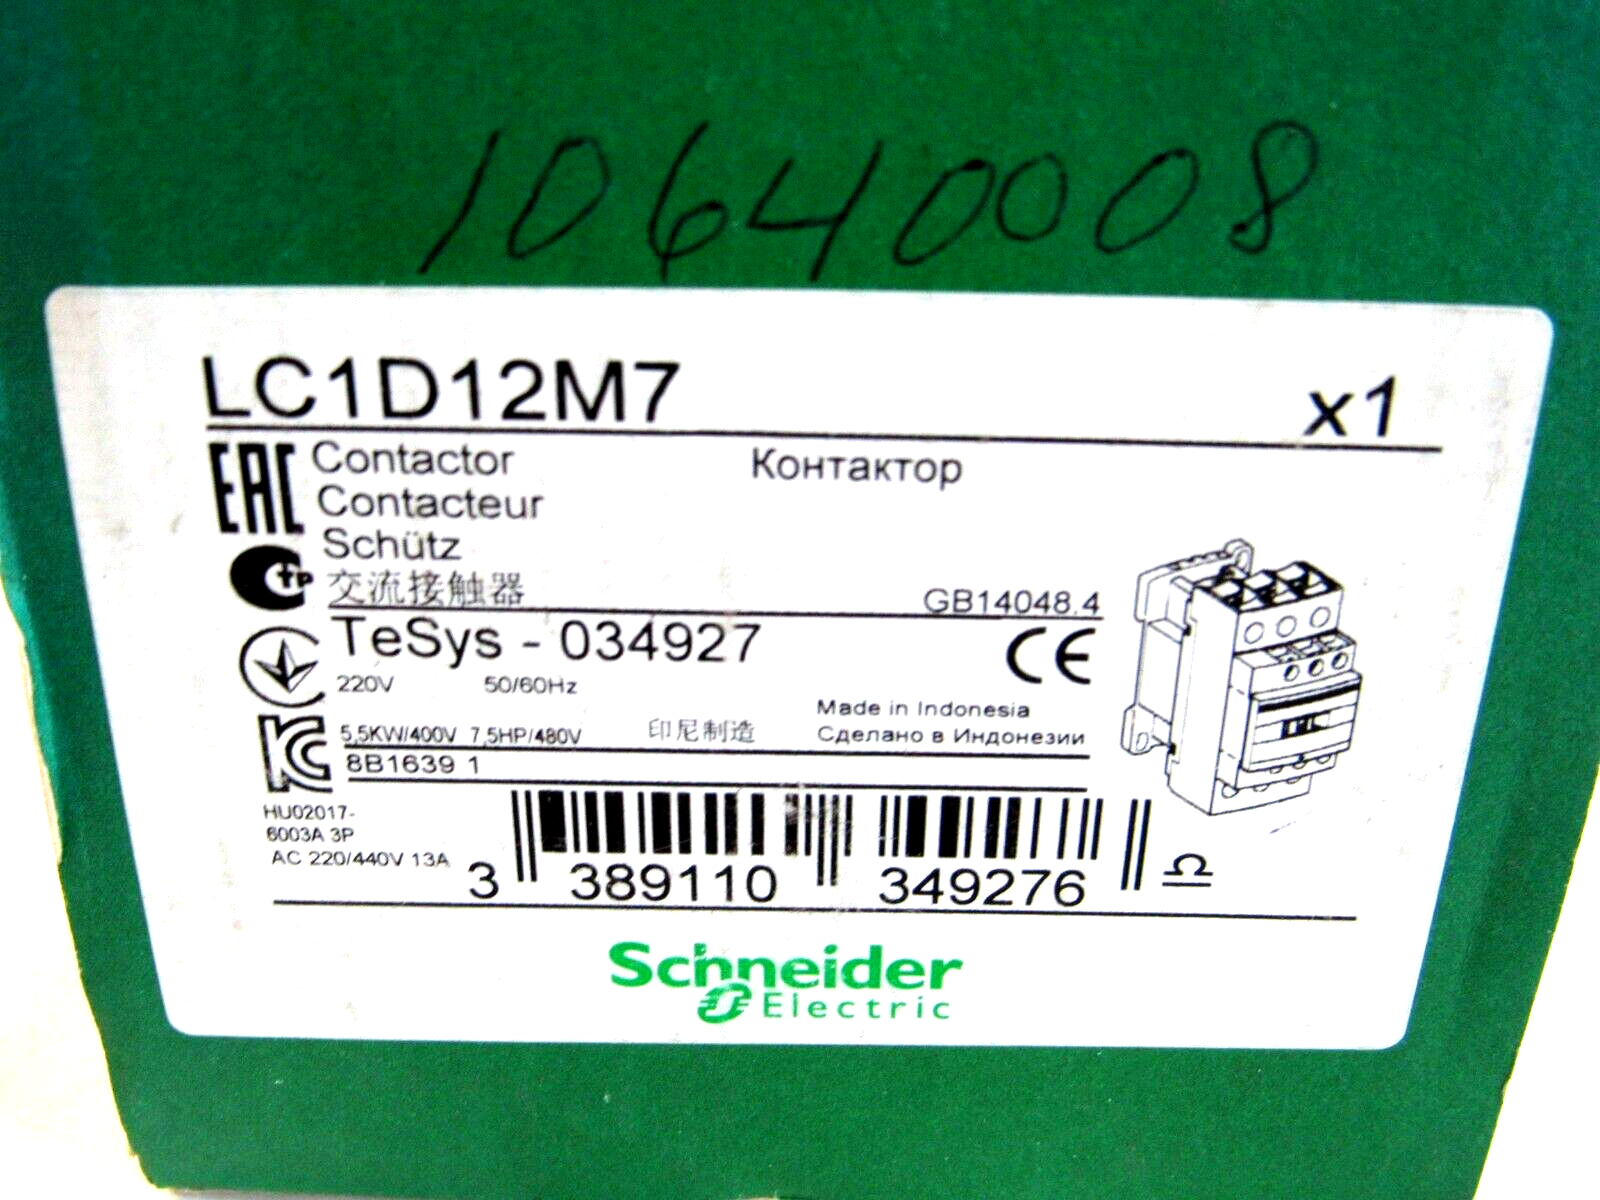 10640008
LC1D12M7 x1
EAC Contactor Контактор
Contacteur
Schütz
交流接触器 GB14048.4
TeSys - 034927 CE
220V 50/60Hz
Made in Indonesia
5,5KW/400V 7,5HP/480V 印尼制造 Сделано в Индонезии
8B1639 1
HU02017-
6003A 3P
AC 220/440V 13A
3 389110 349276
Schneider
Electric